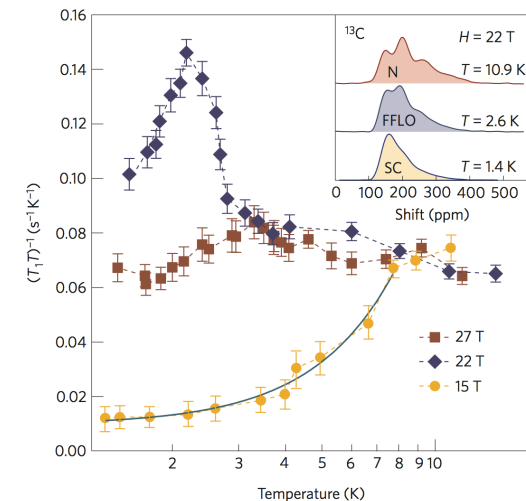 0.16
0.14
0.12
0.10
0.08
0.06
0.04
0.02
0.00
(T₁T)⁻¹ (s⁻¹ K⁻¹)
¹³C
H = 22 T
N
T = 10.9 K
FFLO
T = 2.6 K
SC
T = 1.4 K
0 100 200 300 400 500
Shift (ppm)
27 T
22 T
15 T
2 3 4 5 6 7 8 9 10
Temperature (K)